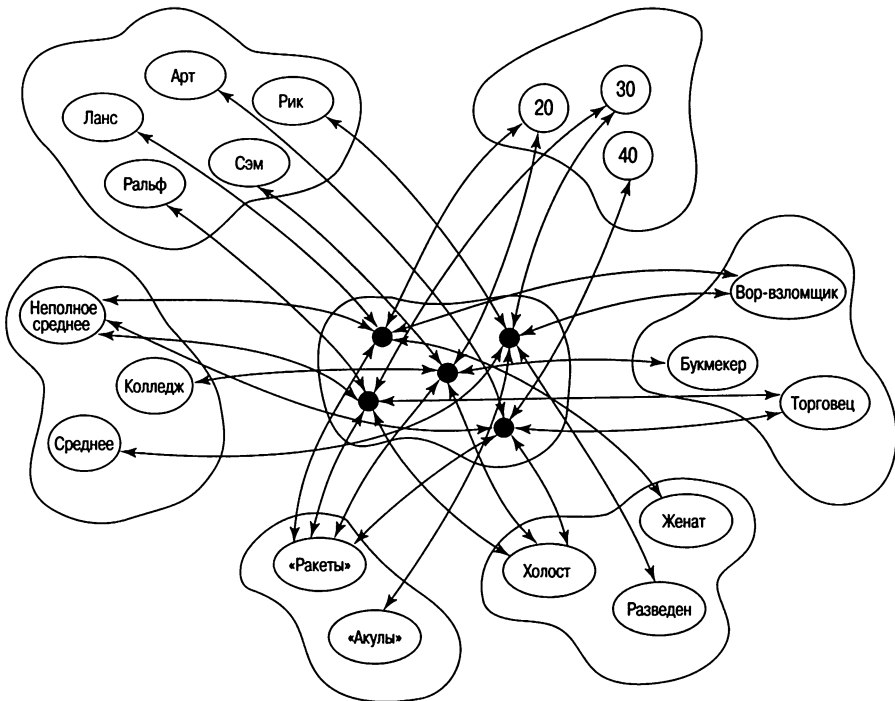 Арт
Рик
Ланс
Сэм
Ральф
20
30
40
Неполное
среднее
Колледж
Среднее
Вор-взломщик
Букмекер
Торговец
«Ракеты»
«Акулы»
Женат
Холост
Разведен